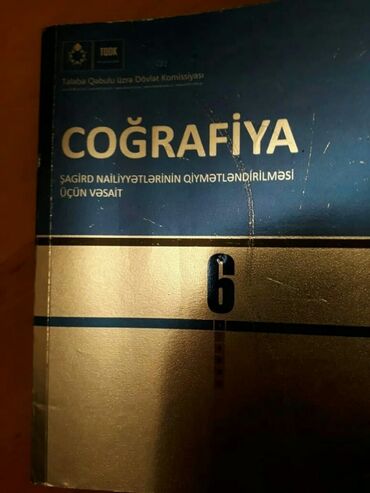 TQDK
Tələbə Qəbulu üzrə Dövlət Komissiyası
COĞRAFİYA
ŞAGİRD NAİLİYYƏTLƏRİNİN QİYMƏTLƏNDİRİLMƏSİ
ÜÇÜN VƏSAİT
6